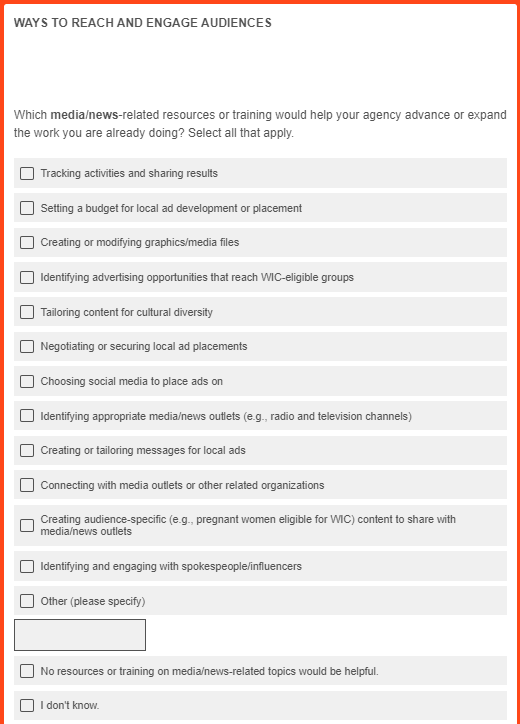 WAYS TO REACH AND ENGAGE AUDIENCES
Which media/news-related resources or training would help your agency advance or expand
the work you are already doing? Select all that apply.
Tracking activities and sharing results
Setting a budget for local ad development or placement
Creating or modifying graphics/media files
Identifying advertising opportunities that reach WIC-eligible groups
Tailoring content for cultural diversity
Negotiating or securing local ad placements
Choosing social media to place ads on
Identifying appropriate media/news outlets (e.g., radio and television channels)
Creating or tailoring messages for local ads
Connecting with media outlets or other related organizations
Creating audience-specific (e.g., pregnant women eligible for WIC) content to share with
media/news outlets
Identifying and engaging with spokespeople/influencers
Other (please specify)
No resources or training on media/news-related topics would be helpful.
I don't know.